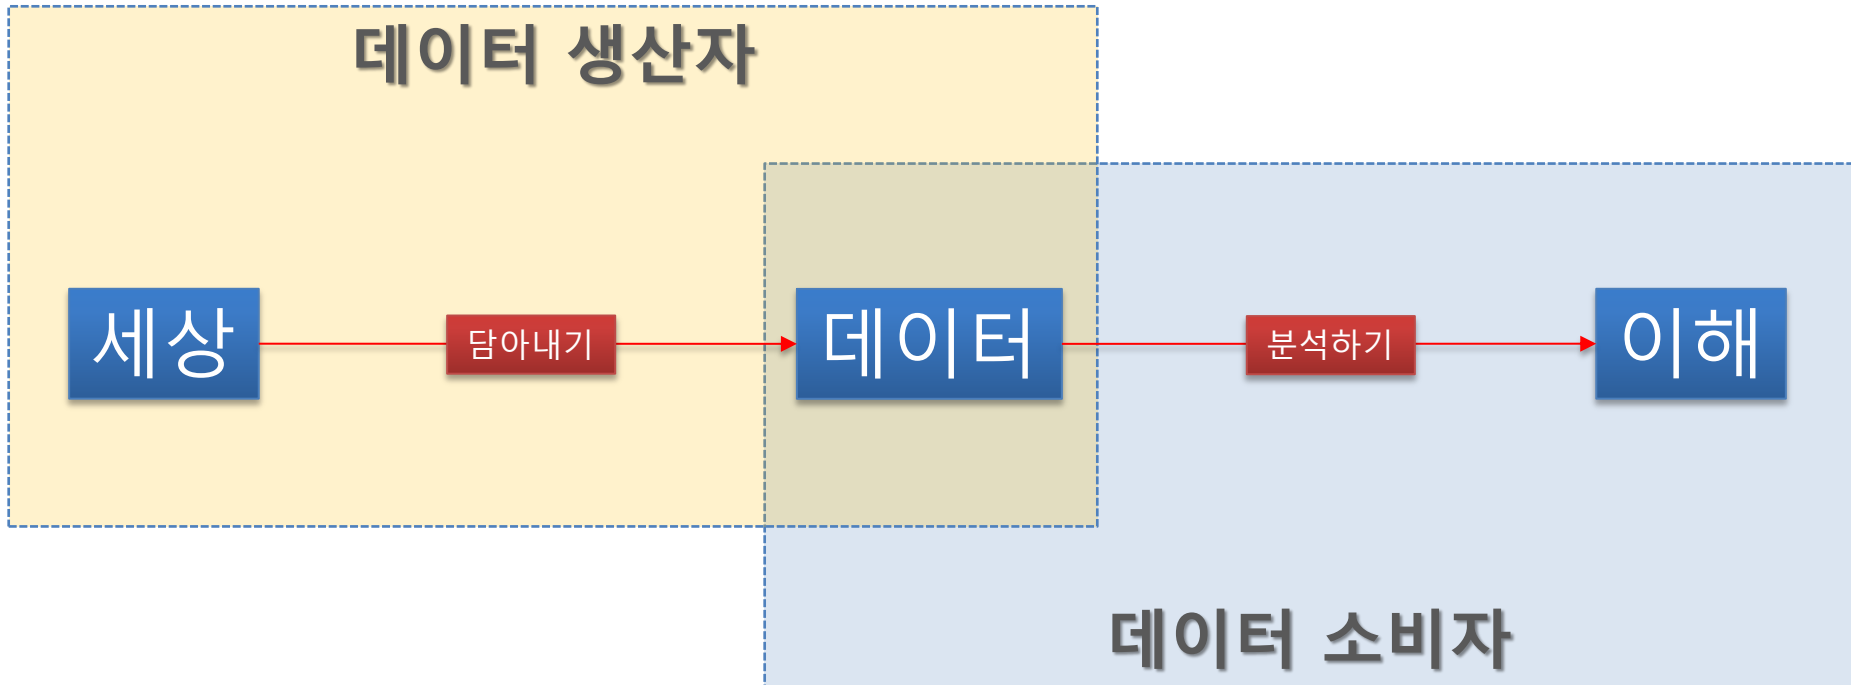 데이터 생산자
세상
담아내기
데이터
분석하기
이해
데이터 소비자